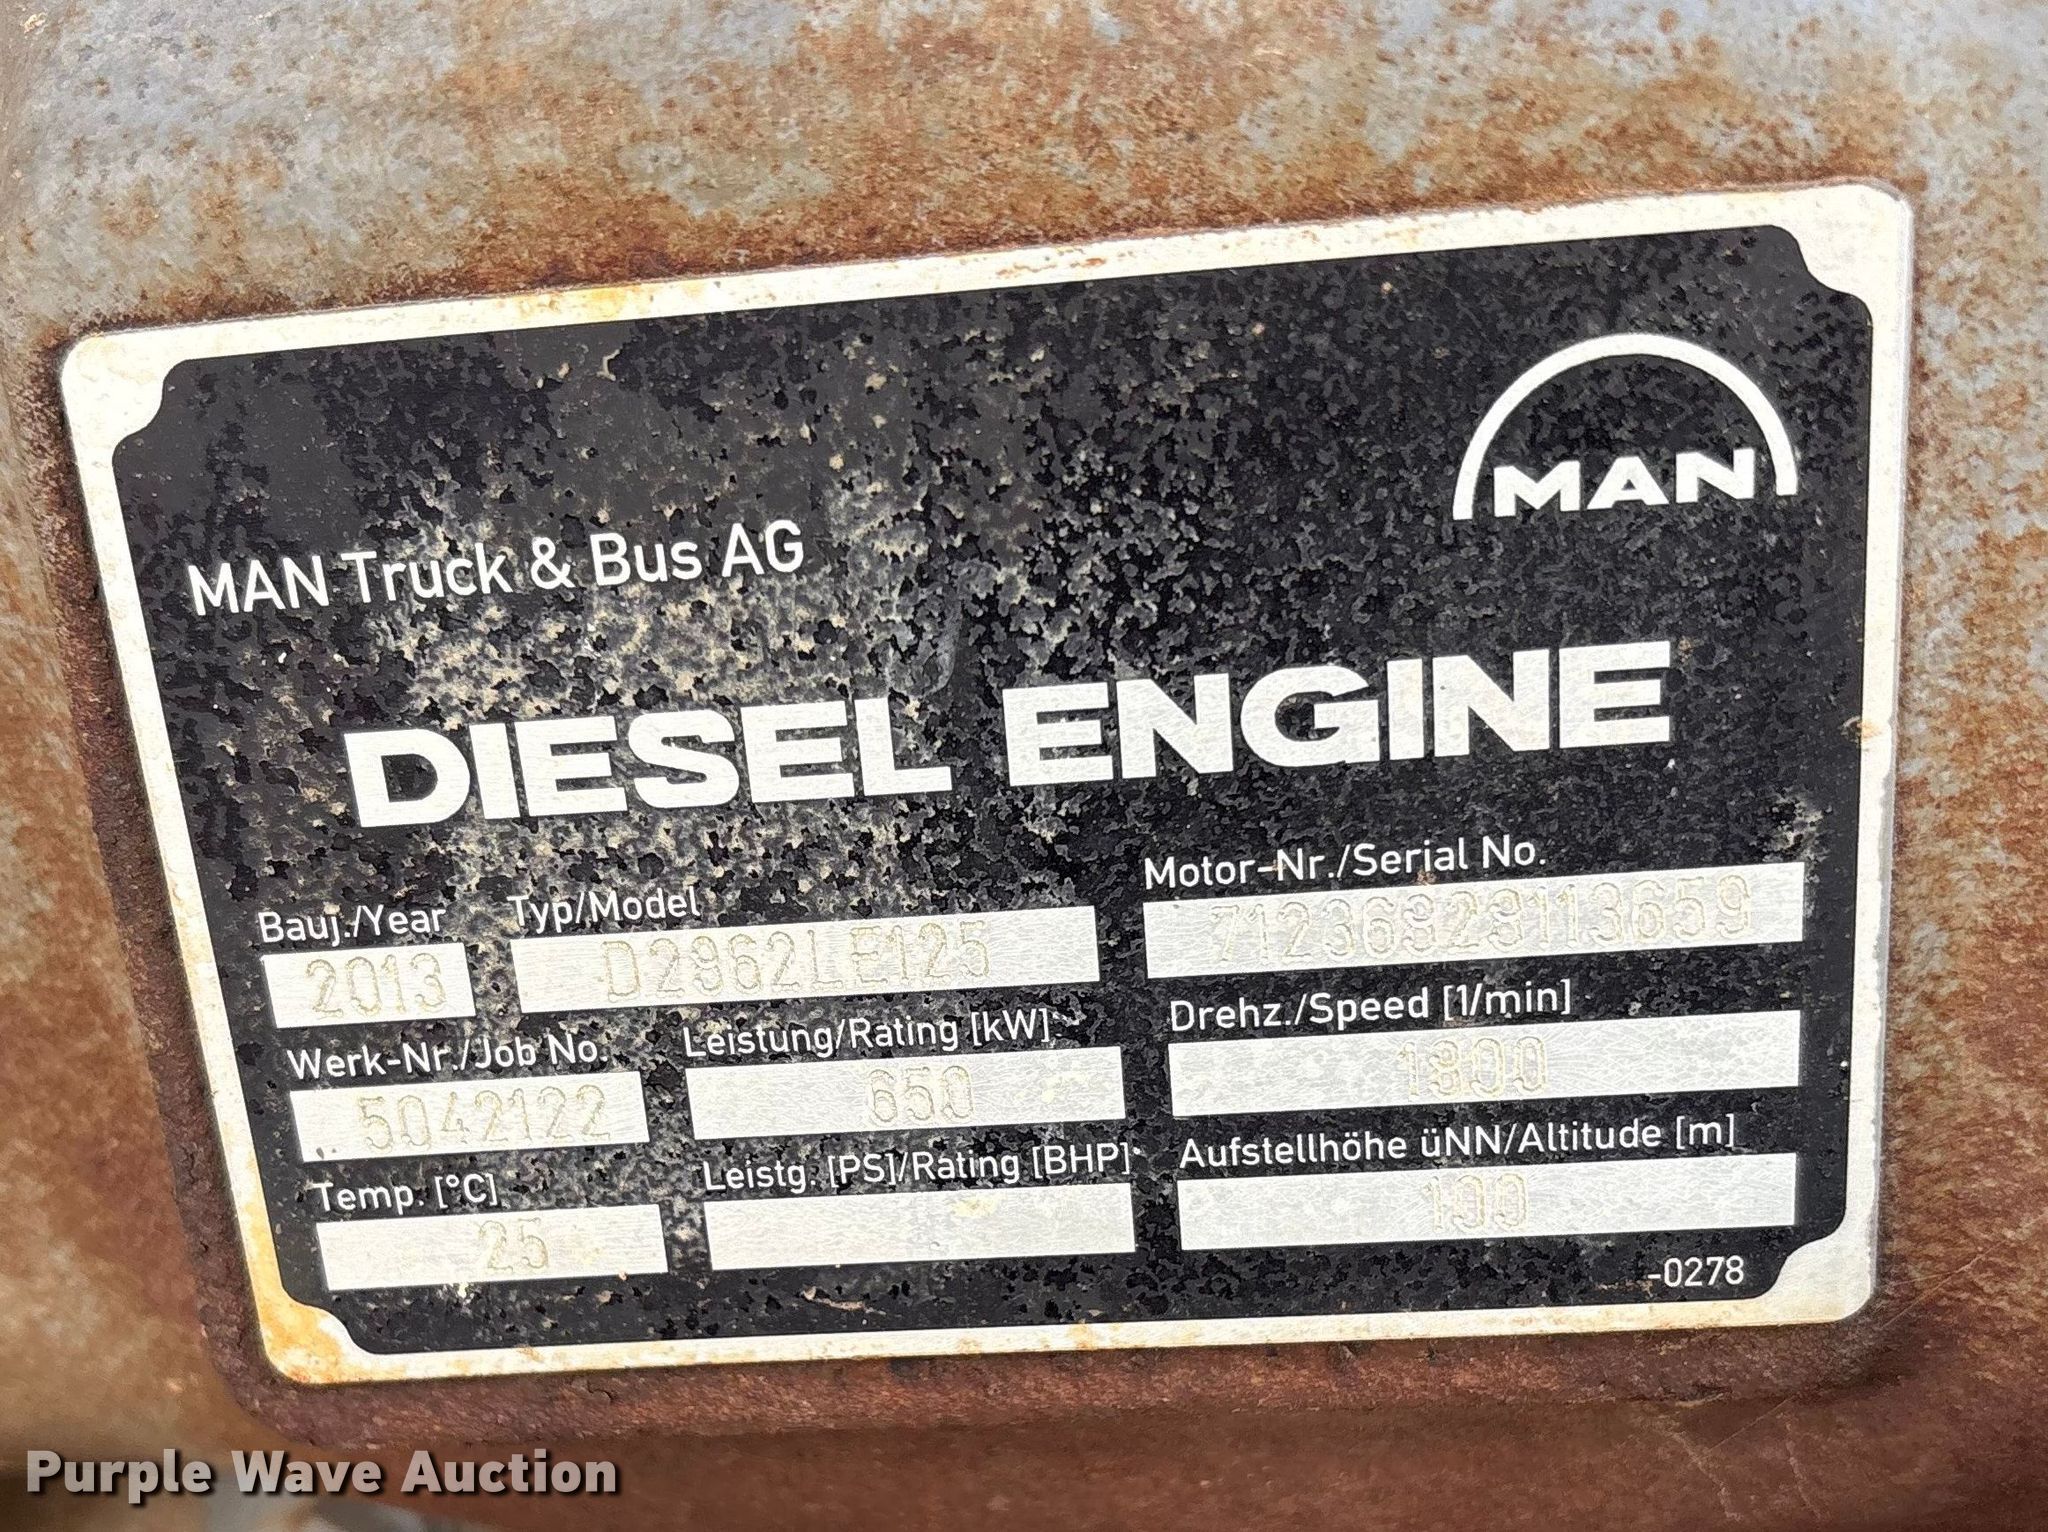 MAN
MAN Truck & Bus AG
DIESEL ENGINE
Bauj./Year Typ/Model Motor-Nr./Serial No.
2013 D2862LE125 71236829113659
Werk-Nr./Job No. Leistung/Rating [kW] Drehz./Speed [1/min]
5042122 650 1800
Temp. [°C] Leistg. [PS]/Rating [BHP] Aufstellhöhe üNN/Altitude [m]
25 100
-0278
Purple Wave Auction